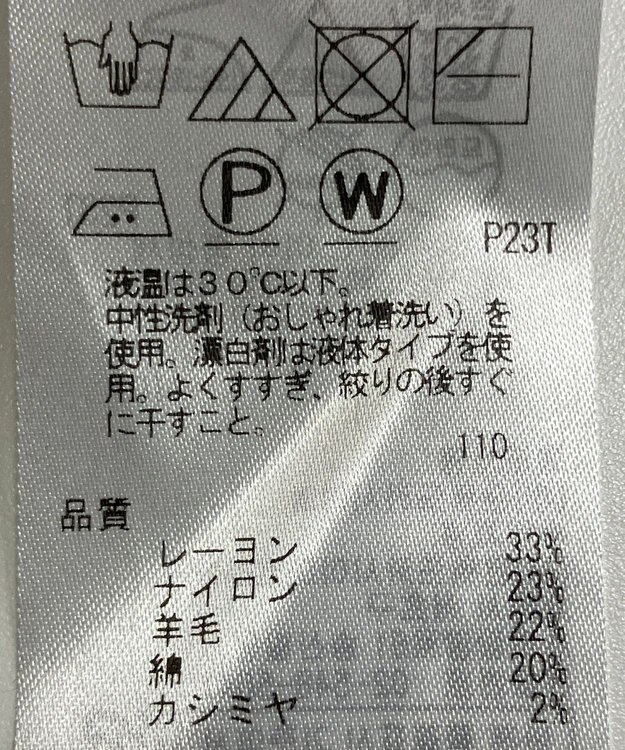 P W
P23T
液温は30℃以下。
中性洗剤（おしゃれ着洗い）を
使用。漂白剤は液体タイプを使
用。よくすすぎ、絞りの後すぐ
に干すこと。
110
品質
レーヨン 33%
ナイロン 23%
羊毛 22%
綿 20%
カシミヤ 2%